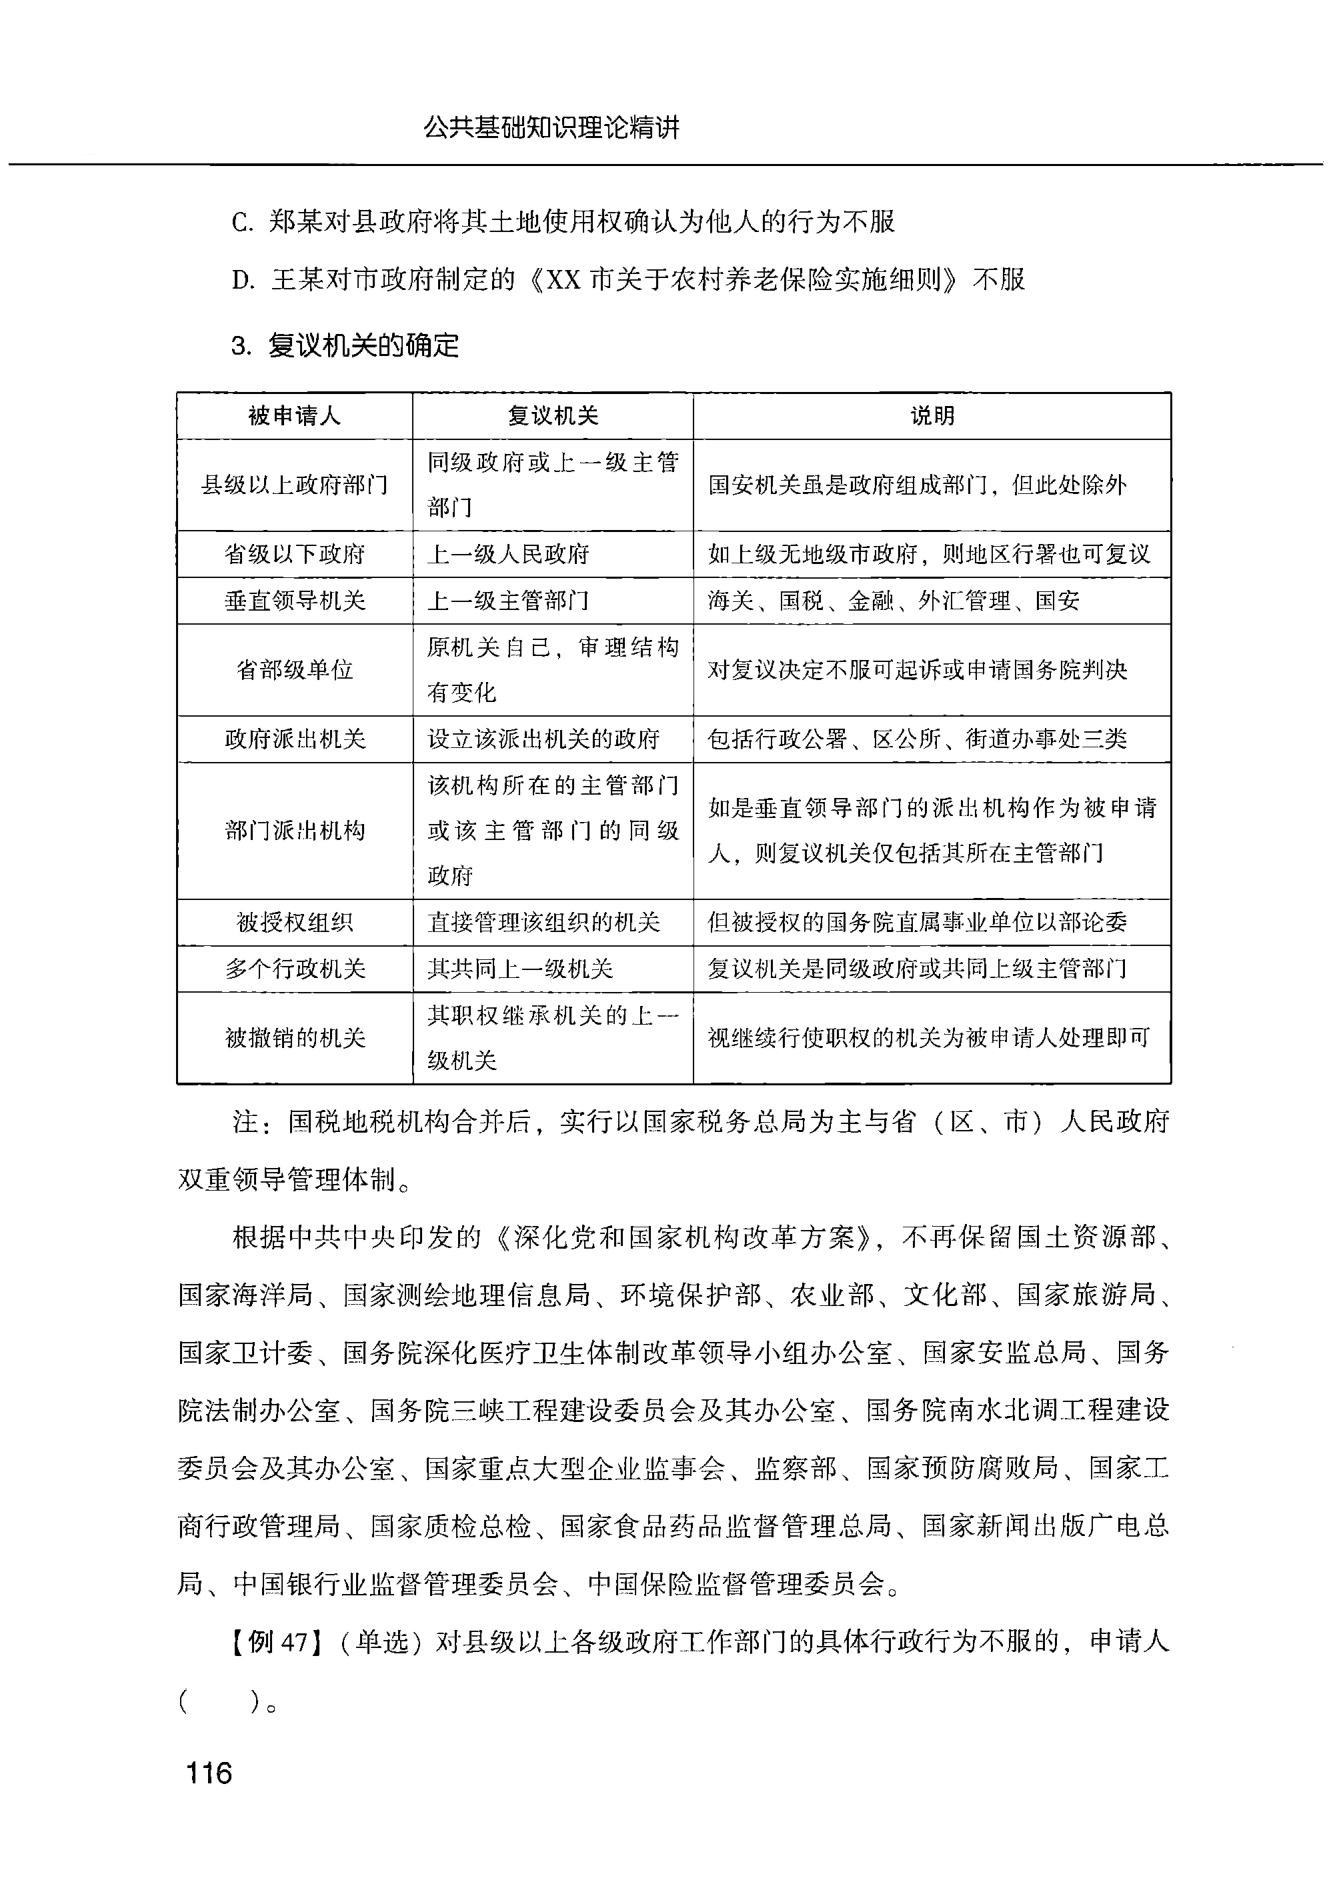 公共基础知识理论精讲
C. 郑某对县政府将其土地使用权确认为他人的行为不服
D. 王某对市政府制定的《XX 市关于农村养老保险实施细则》不服
3. 复议机关的确定
被申请人 复议机关 说明
县级以上政府部门 同级政府或上一级主管 国安机关虽是政府组成部门，但此处除外
部门
省级以下政府 上一级人民政府 如上级无地级市政府，则地区行署也可复议
垂直领导机关 上一级主管部门 海关、国税、金融、外汇管理、国安
省部级单位 原机关自己，审理结构 对复议决定不服可起诉或申请国务院判决
有变化
政府派出机关 设立该派出机关的政府 包括行政公署、区公所、街道办事处三类
部门派出机构 该机构所在的主管部门 如是垂直领导部门的派出机构作为被申请
或该主管部门的同级 人，则复议机关仅包括其所在主管部门
政府
被授权组织 直接管理该组织的机关 但被授权的国务院直属事业单位以部论委
多个行政机关 其共同上一级机关 复议机关是同级政府或共同上级主管部门
被撤销的机关 其职权继承机关的上一 视继续行使职权的机关为被申请人处理即可
级机关
注：国税地税机构合并后，实行以国家税务总局为主与省（区、市）人民政府
双重领导管理体制。
根据中共中央印发的《深化党和国家机构改革方案》，不再保留国土资源部、
国家海洋局、国家测绘地理信息局、环境保护部、农业部、文化部、国家旅游局、
国家卫计委、国务院深化医疗卫生体制改革领导小组办公室、国家安监总局、国务
院法制办公室、国务院三峡工程建设委员会及其办公室、国务院南水北调工程建设
委员会及其办公室、国家重点大型企业监事会、监察部、国家预防腐败局、国家工
商行政管理局、国家质检总检、国家食品药品监督管理总局、国家新闻出版广电总
局、中国银行业监督管理委员会、中国保险监督管理委员会。
【例 47】（单选）对县级以上各级政府工作部门的具体行政行为不服的，申请人
（　　）。
116